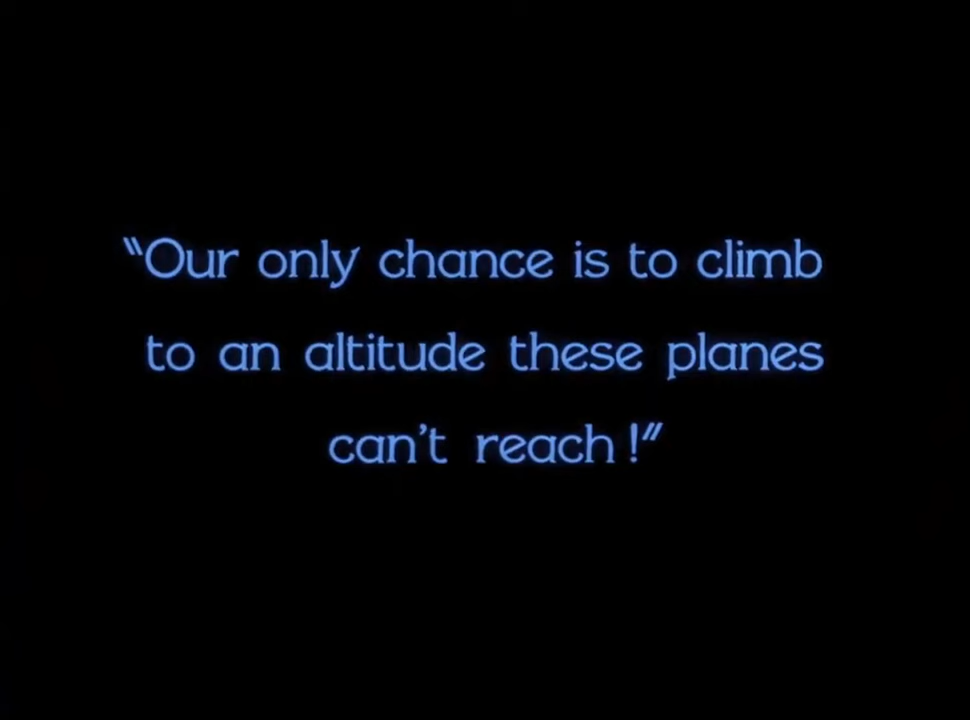 “Our only chance is to climb
to an altitude these planes
can’t reach!”